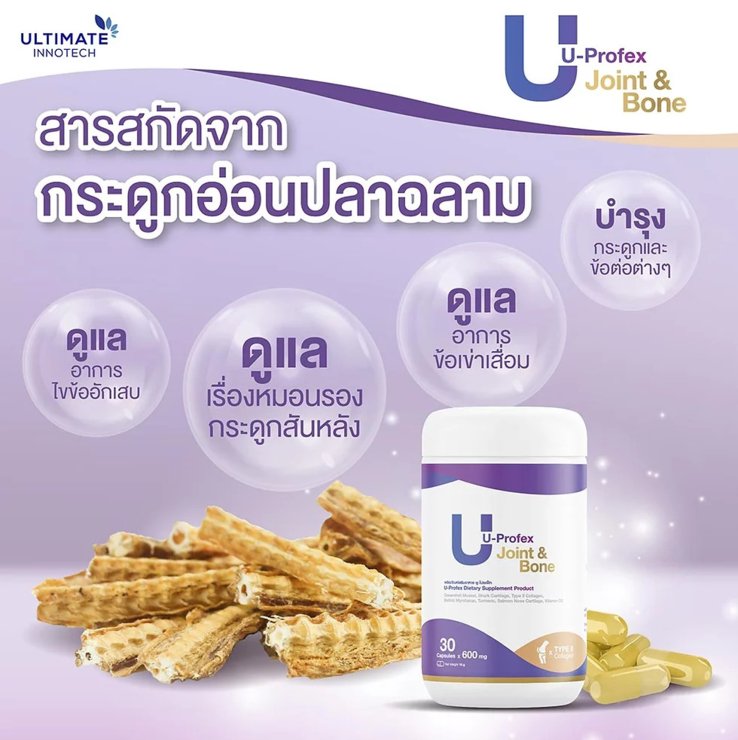 ULTIMATE
INNOTECH
U U-Profex
Joint &
Bone
สารสกัดจาก
กระดูกอ่อนปลาฉลาม
บำรุง
กระดูกและ
ข้อต่อต่างๆ
ดูแล
อาการ
ข้อเข่าเสื่อม
ดูแล
เรื่องหมอนรอง
กระดูกสันหลัง
ดูแล
อาการ
ไขข้ออักเสบ
U U-Profex
Joint &
Bone
U-Profex Dietary Supplement Product
30
Capsules x 600 mg
x TYPE II
Collagen